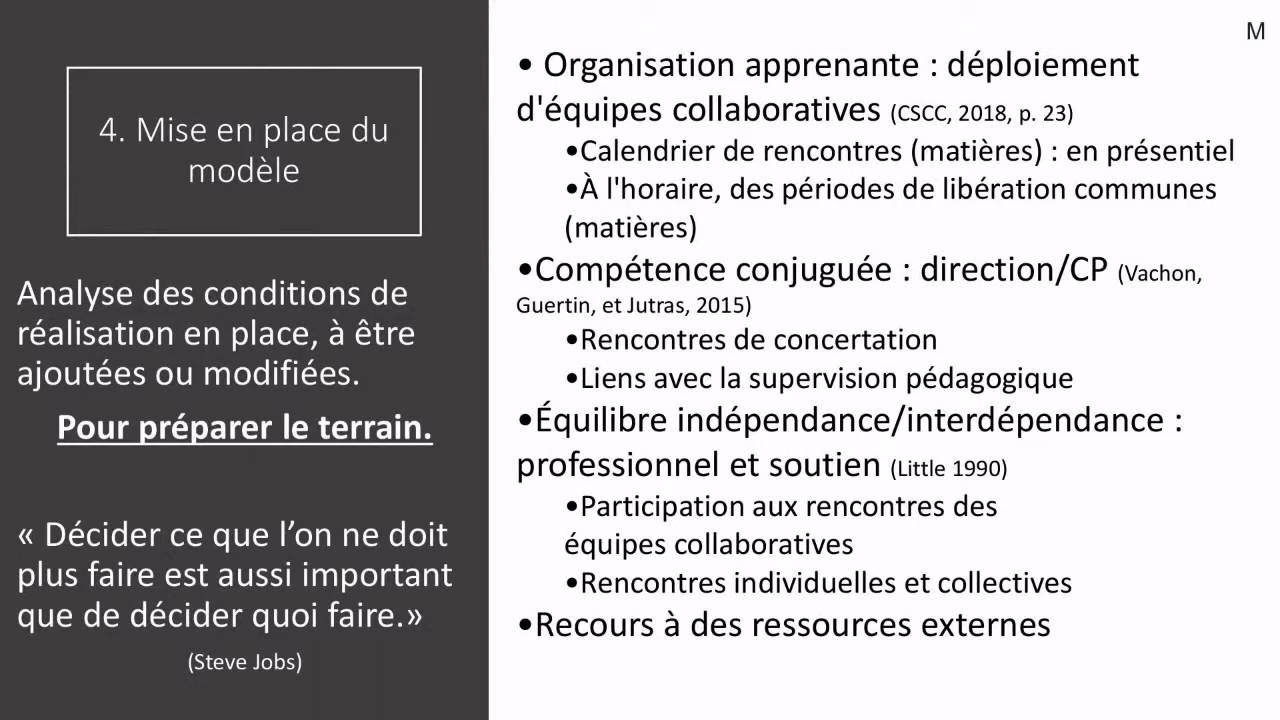 4. Mise en place du
modèle
Analyse des conditions de
réalisation en place, à être
ajoutées ou modifiées.
Pour préparer le terrain.
« Décider ce que l’on ne doit
plus faire est aussi important
que de décider quoi faire.»
(Steve Jobs)
M
• Organisation apprenante : déploiement
d'équipes collaboratives (CSCC, 2018, p. 23)
•Calendrier de rencontres (matières) : en présentiel
•À l'horaire, des périodes de libération communes
(matières)
•Compétence conjuguée : direction/CP (Vachon,
Guertin, et Jutras, 2015)
•Rencontres de concertation
•Liens avec la supervision pédagogique
•Équilibre indépendance/interdépendance :
professionnel et soutien (Little 1990)
•Participation aux rencontres des
équipes collaboratives
•Rencontres individuelles et collectives
•Recours à des ressources externes